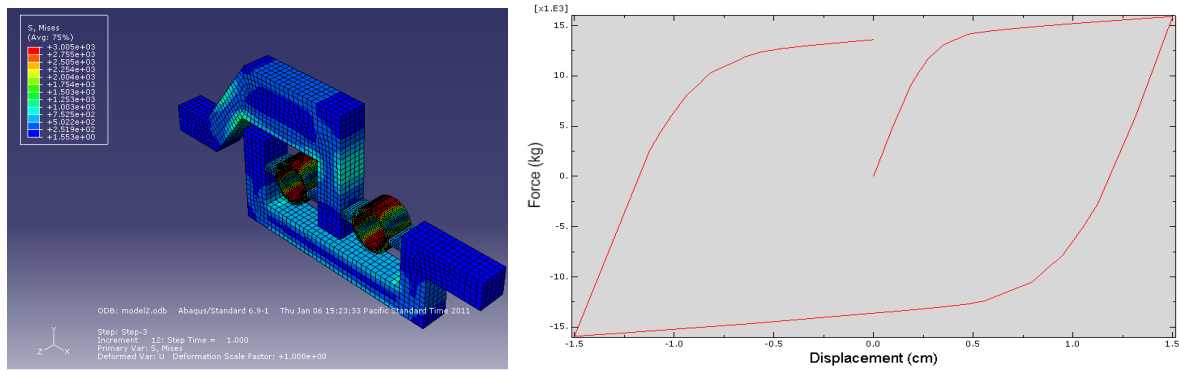 S, Mises
(Avg: 75%)
+3.005e+03
+2.755e+03
+2.505e+03
+2.254e+03
+2.004e+03
+1.754e+03
+1.503e+03
+1.253e+03
+1.003e+03
+7.525e+02
+5.022e+02
+2.519e+02
+1.553e+00
ODB: model2.odb Abaqus/Standard 6.9-1 Thu Jan 06 15:23:33 Pacific Standard Time 2011
Step: Step-3
Increment 12: Step Time = 1.000
Primary Var: S, Mises
Deformed Var: U Deformation Scale Factor: +1.000e+00
Y
Z X
[x1.E3]
15.
10.
5.
0.
-5.
-10.
-15.
Force (kg)
-1.5 -1.0 -0.5 0.0 0.5 1.0 1.5
Displacement (cm)